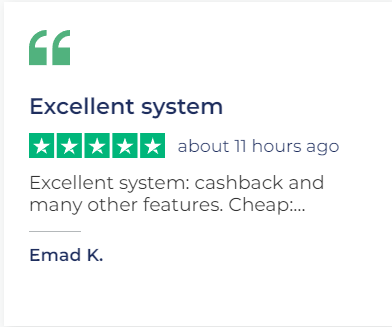 Excellent system
about 11 hours ago
Excellent system: cashback and
many other features. Cheap:...
Emad K.